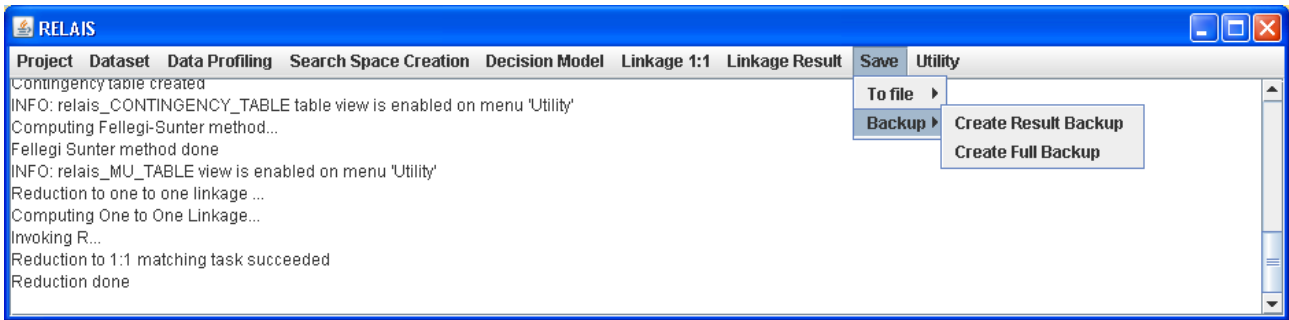 RELAIS
Project Dataset Data Profiling Search Space Creation Decision Model Linkage 1:1 Linkage Result Save Utility
Contingency table created
INFO: relais_CONTINGENCY_TABLE table view is enabled on menu 'Utility'
Computing Fellegi-Sunter method...
Fellegi Sunter method done
INFO: relais_MU_TABLE view is enabled on menu 'Utility'
Reduction to one to one linkage ...
Computing One to One Linkage...
Invoking R...
Reduction to 1:1 matching task succeeded
Reduction done
To file
Backup
Create Result Backup
Create Full Backup